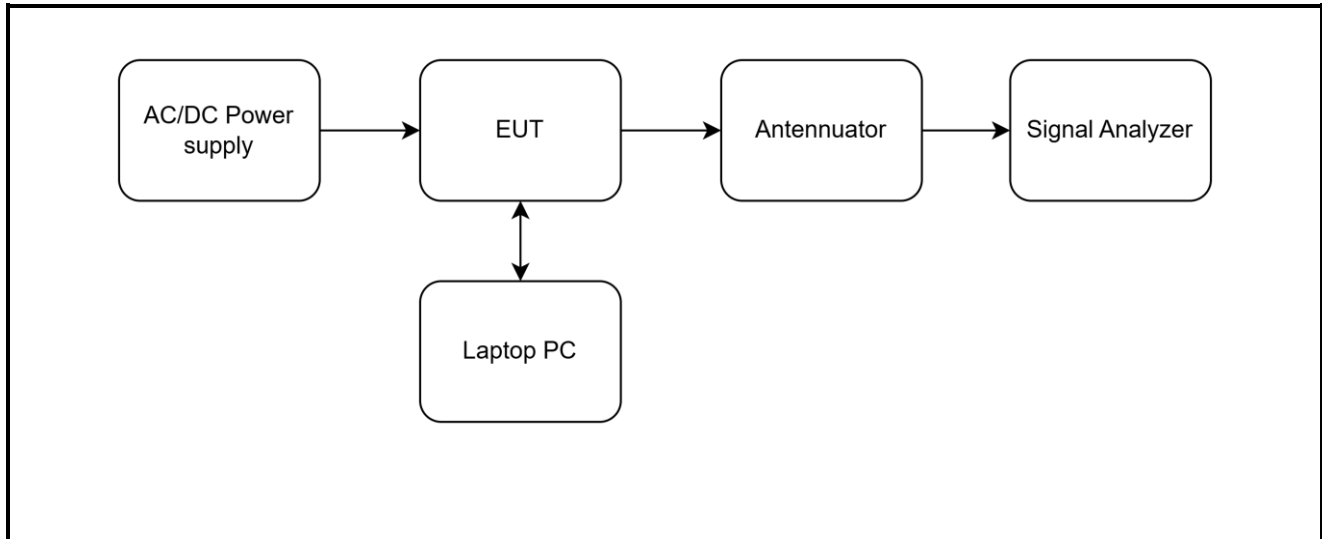 AC/DC Power
supply
EUT
Antennuator
Signal Analyzer
Laptop PC